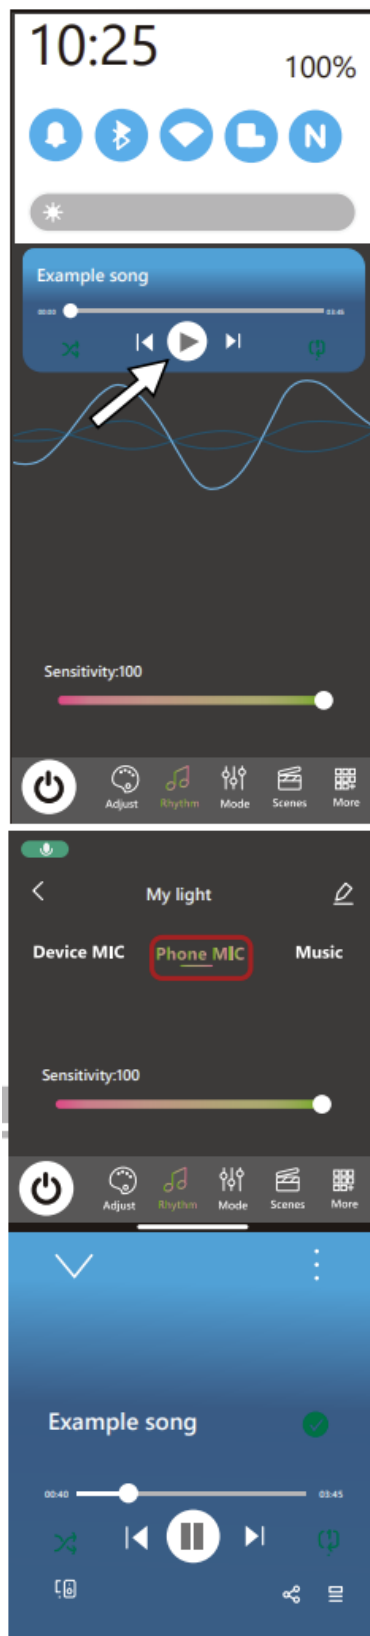 10:25
100%
N
Example song
00:00
03:45
Sensitivity:100
Adjust Rhythm Mode Scenes More
My light
Device MIC Phone MIC Music
Sensitivity:100
Adjust Rhythm Mode Scenes More
Example song
00:40
03:45